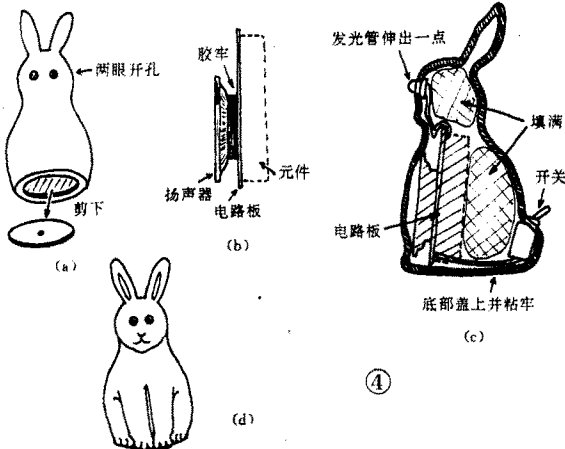 两眼开孔
剪下
(a)
胶牢
扬声器
电路板
元件
(b)
发光管伸出一点
填满
开关
电路板
底部盖上并粘牢
(c)
(d)
④